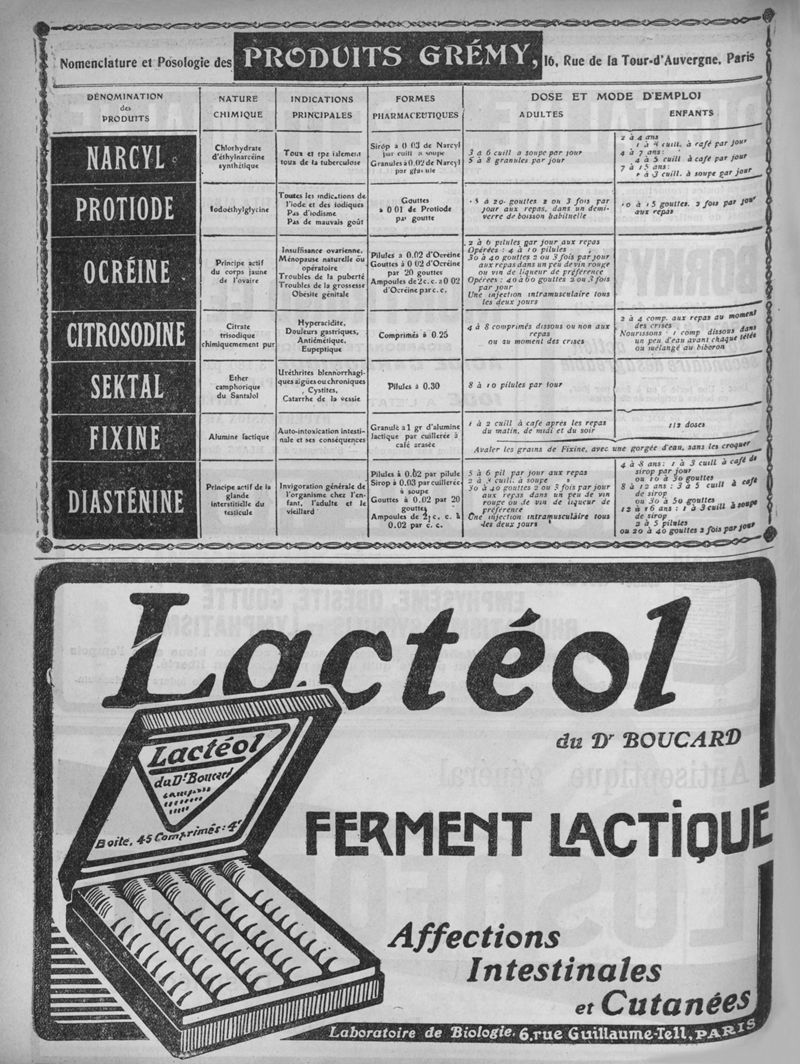 Nomenclature et Posologie des PRODUITS GRÉMY, 16, Rue de la Tour-d'Auvergne, Paris
DÉNOMINATION
des
PRODUITS
NATURE
CHIMIQUE
INDICATIONS
PRINCIPALES
FORMES
PHARMACEUTIQUES
DOSE ET MODE D'EMPLOI
ADULTES
ENFANTS
NARCYL
Chlorhydrate
d'éthylnarcéine
synthétique
Toux et spécialement
toux de la tuberculose
Sirop à 0 03 de Narcyl
par cuill à soupe
Granules à 0.02 de Narcyl
par granule
3 à 6 cuill à soupe par jour
5 à 8 granules par jour
2 à 4 ans
1 à cuill. à café par jour
4 à 7 ans:
4 à 5 cuill à café par jour
7 à 15 ans:
à 3 cuill. à soupe par jour
PROTIODE
Iodoéthylglycine
Toutes les indications de
l'iode et des iodiques
Pas d'iodisme
Pas de mauvais goût
Gouttes
à 0 01 de Protiode
par goutte
à 20 gouttes 2 ou 3 fois par
jour aux repas, dans un demi-
verre de boisson habituelle
10 à 15 gouttes, 2 fois par jour
aux repas
OCRÉINE
Principe actif
du corps jaune
de l'ovaire
Insuffisance ovarienne.
Ménopause naturelle ou
opératoire
Troubles de la puberté
Troubles de la grossesse
Obésité génitale
Pilules à 0.02 d'Ocréine
Gouttes à 0 02 d'Ocréine
par 20 gouttes
Ampoules de 2 c. c. à 0 02
d'Ocréine par c. c.
2 à 6 pilules par jour aux repas
Opérées : 4 à 10 pilules
30 à 40 gouttes 2 ou 3 fois par jour
aux repas dans un peu de vin rouge
ou vin de liqueur de préférence
Opérées : 40 à 60 gouttes 2 ou 3 fois
par jour
Une injection intramusculaire tous
les deux jours
CITROSODINE
Citrate
trisodique
chimiquemement pur
Hyperacidité,
Douleurs gastriques,
Antiémétique,
Eupeptique
Comprimés à 0.25
4 à 8 comprimés dissous ou non aux
repas
ou au moment des crises
2 à 4 comp. aux repas au moment
des crises
Nourissons : 1 comp dissous dans
un peu d'eau avant chaque tétée
ou mélangé au biberon
SEKTAL
Ether
camphorique
du Santalol
Uréthrites blennorrhagi-
ques aigües ou chroniques
Cystites,
Catarrhe de la vessie
Pilules à 0.30
8 à 10 pilules par jour
FIXINE
Alumine lactique
Auto-intoxication intesti-
nale et ses conséquences
Granulé à 1 gr d'alumine
lactique par cuillerée à
café arasée
1 à 2 cuill à cafe après les repas
du matin, de midi et du soir
1/2 doses
Avaler les grains de Fixine, avec une gorgée d'eau, sans les croquer
DIASTÉNINE
Principe actif de la
glande
interstitielle du
testicule
Invigoration générale de
l'organisme chez l'en-
fant, l'adulte et le
vieillard
Pilules à 0.02 par pilule
Sirop à 0.03 par cuillerée
à soupe
Gouttes à 0.02 par 20
gouttes
Ampoules de 2 c. c. à
0.02 par c. c.
5 à 6 pil par jour aux repas
2 à cuill. à soupe
30 à 40 gouttes 2 ou 3 fois par jour
aux repas dans un peu de vin
rouge ou de vin de liqueur de
préférence
Une injection intramusculaire tous
les deux jours
4 à 8 ans: 1 à 3 cuill à café de
sirop par jour
ou 10 à 30 gouttes
8 à 12 ans : 3 à 5 cuill à café
de sirop
ou 30 à 50 gouttes
12 à 16 ans : 1 à 3 cuill à soupe
de sirop
2 à 5 pilules
ou 20 à 40 gouttes 2 fois par jour
Lactéol
du Dr BOUCARD
Lactéol
du Dr Boucard
Boite. 45 Comprimés: 4f
FERMENT LACTIQUE
Affections
Intestinales
et Cutanées
Laboratoire de Biologie. 6, rue Guillaume-Tell, PARIS